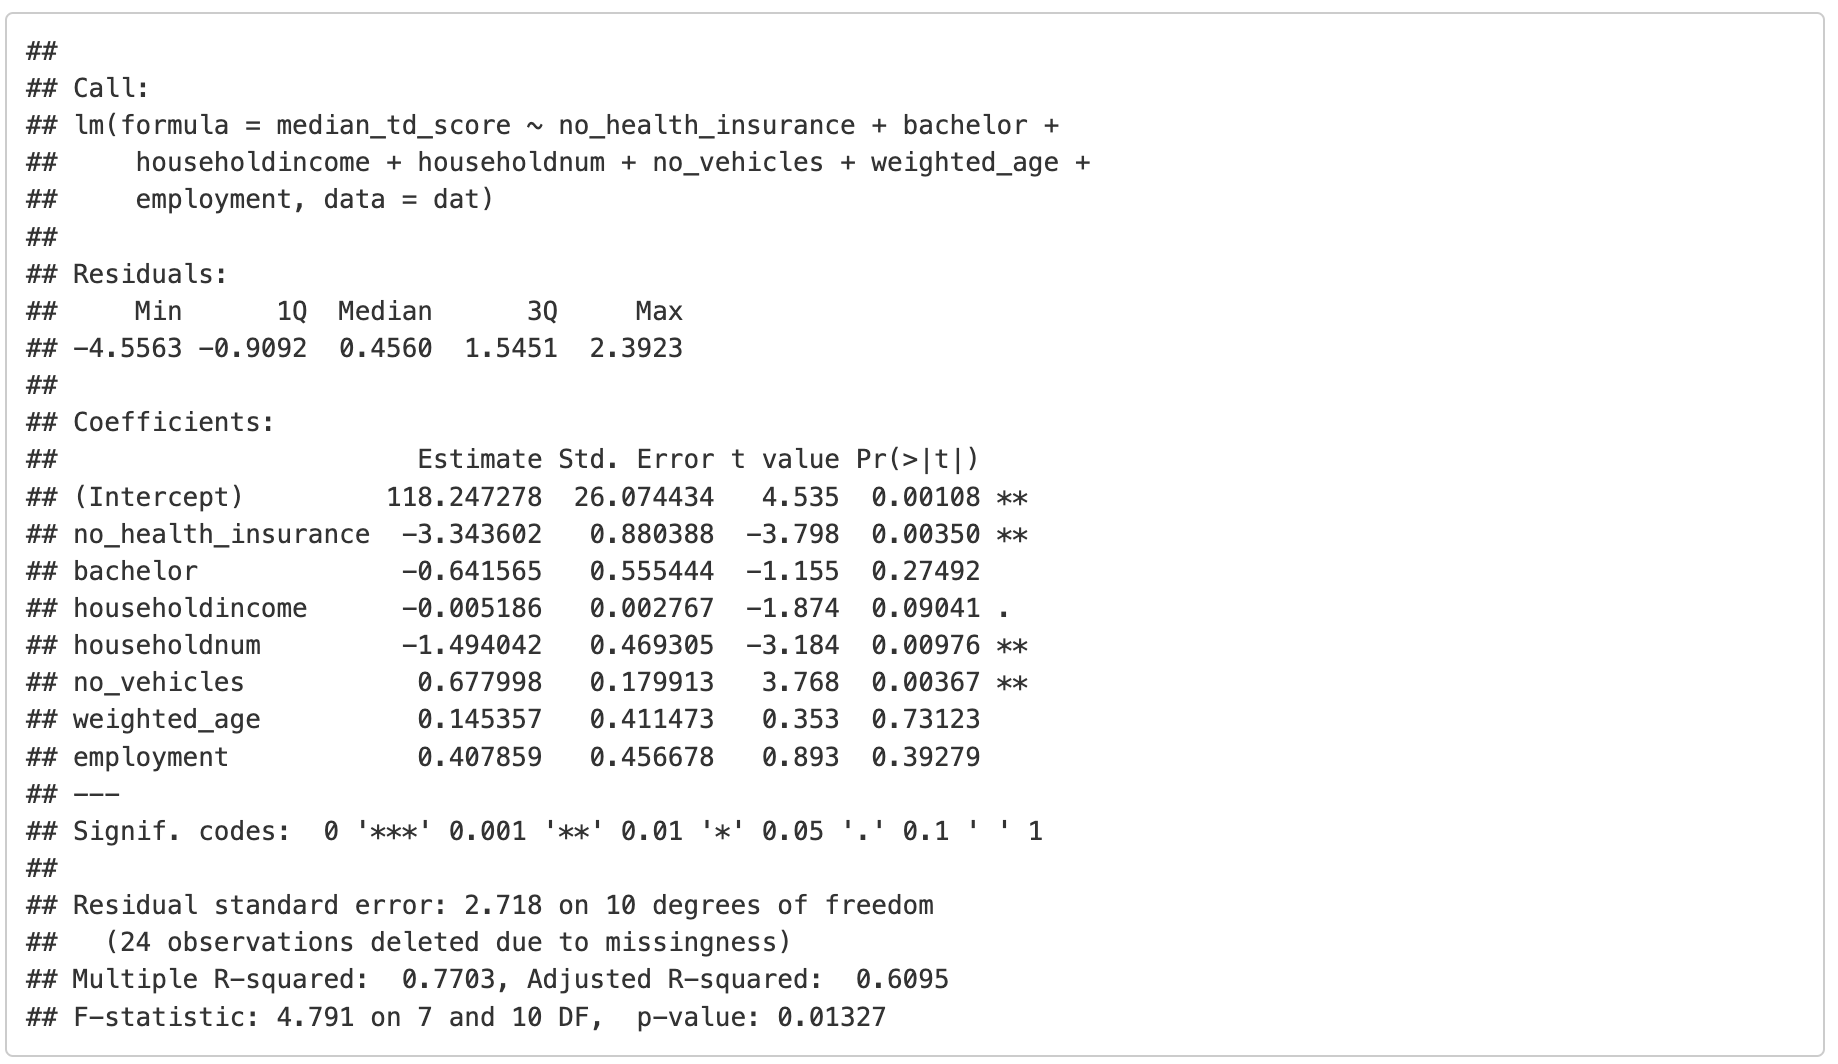 ##
## Call:
## lm(formula = median_td_score ~ no_health_insurance + bachelor +
##     householdincome + householdnum + no_vehicles + weighted_age +
##     employment, data = dat)
##
## Residuals:
##     Min      1Q  Median      3Q     Max
## -4.5563 -0.9092  0.4560  1.5451  2.3923
##
## Coefficients:
##                       Estimate Std. Error t value Pr(>|t|)
## (Intercept)         118.247278  26.074434   4.535  0.00108 **
## no_health_insurance  -3.343602   0.880388  -3.798  0.00350 **
## bachelor             -0.641565   0.555444  -1.155  0.27492
## householdincome      -0.005186   0.002767  -1.874  0.09041 .
## householdnum         -1.494042   0.469305  -3.184  0.00976 **
## no_vehicles           0.677998   0.179913   3.768  0.00367 **
## weighted_age          0.145357   0.411473   0.353  0.73123
## employment            0.407859   0.456678   0.893  0.39279
## ---
## Signif. codes:  0 '***' 0.001 '**' 0.01 '*' 0.05 '.' 0.1 ' ' 1
##
## Residual standard error: 2.718 on 10 degrees of freedom
##   (24 observations deleted due to missingness)
## Multiple R-squared:  0.7703, Adjusted R-squared:  0.6095
## F-statistic: 4.791 on 7 and 10 DF,  p-value: 0.01327